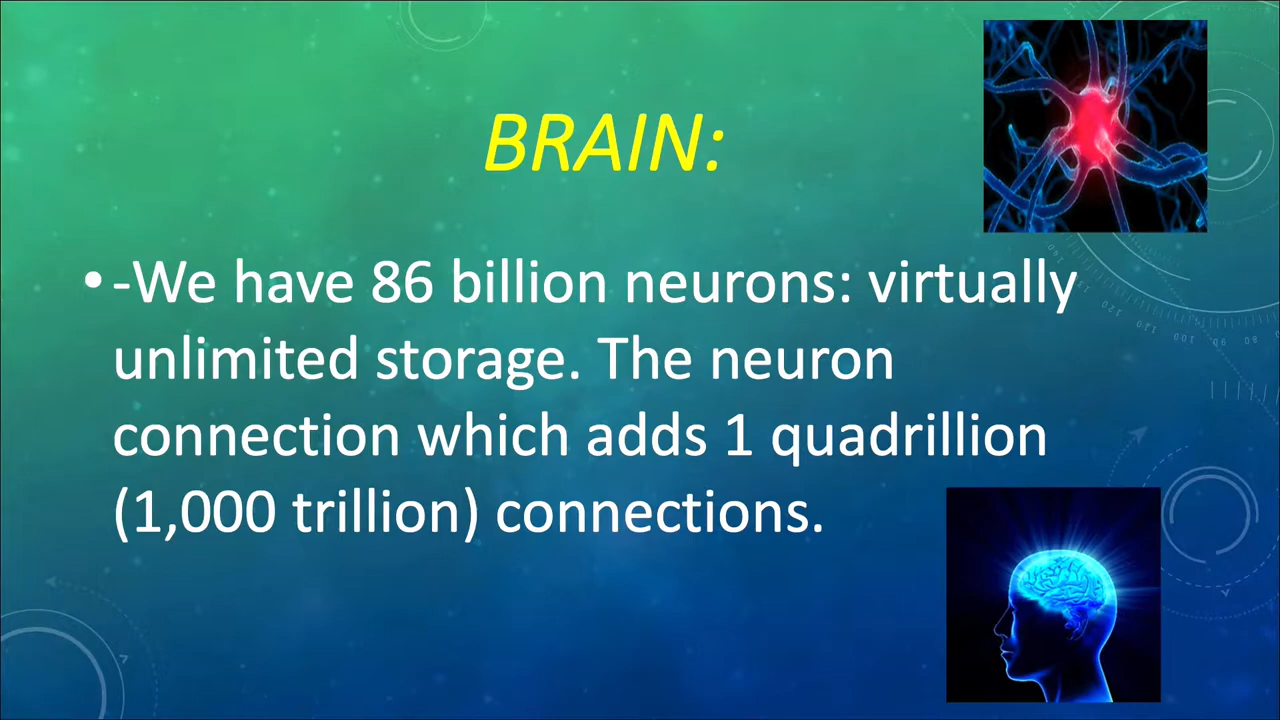 BRAIN:
• -We have 86 billion neurons: virtually
unlimited storage. The neuron
connection which adds 1 quadrillion
(1,000 trillion) connections.